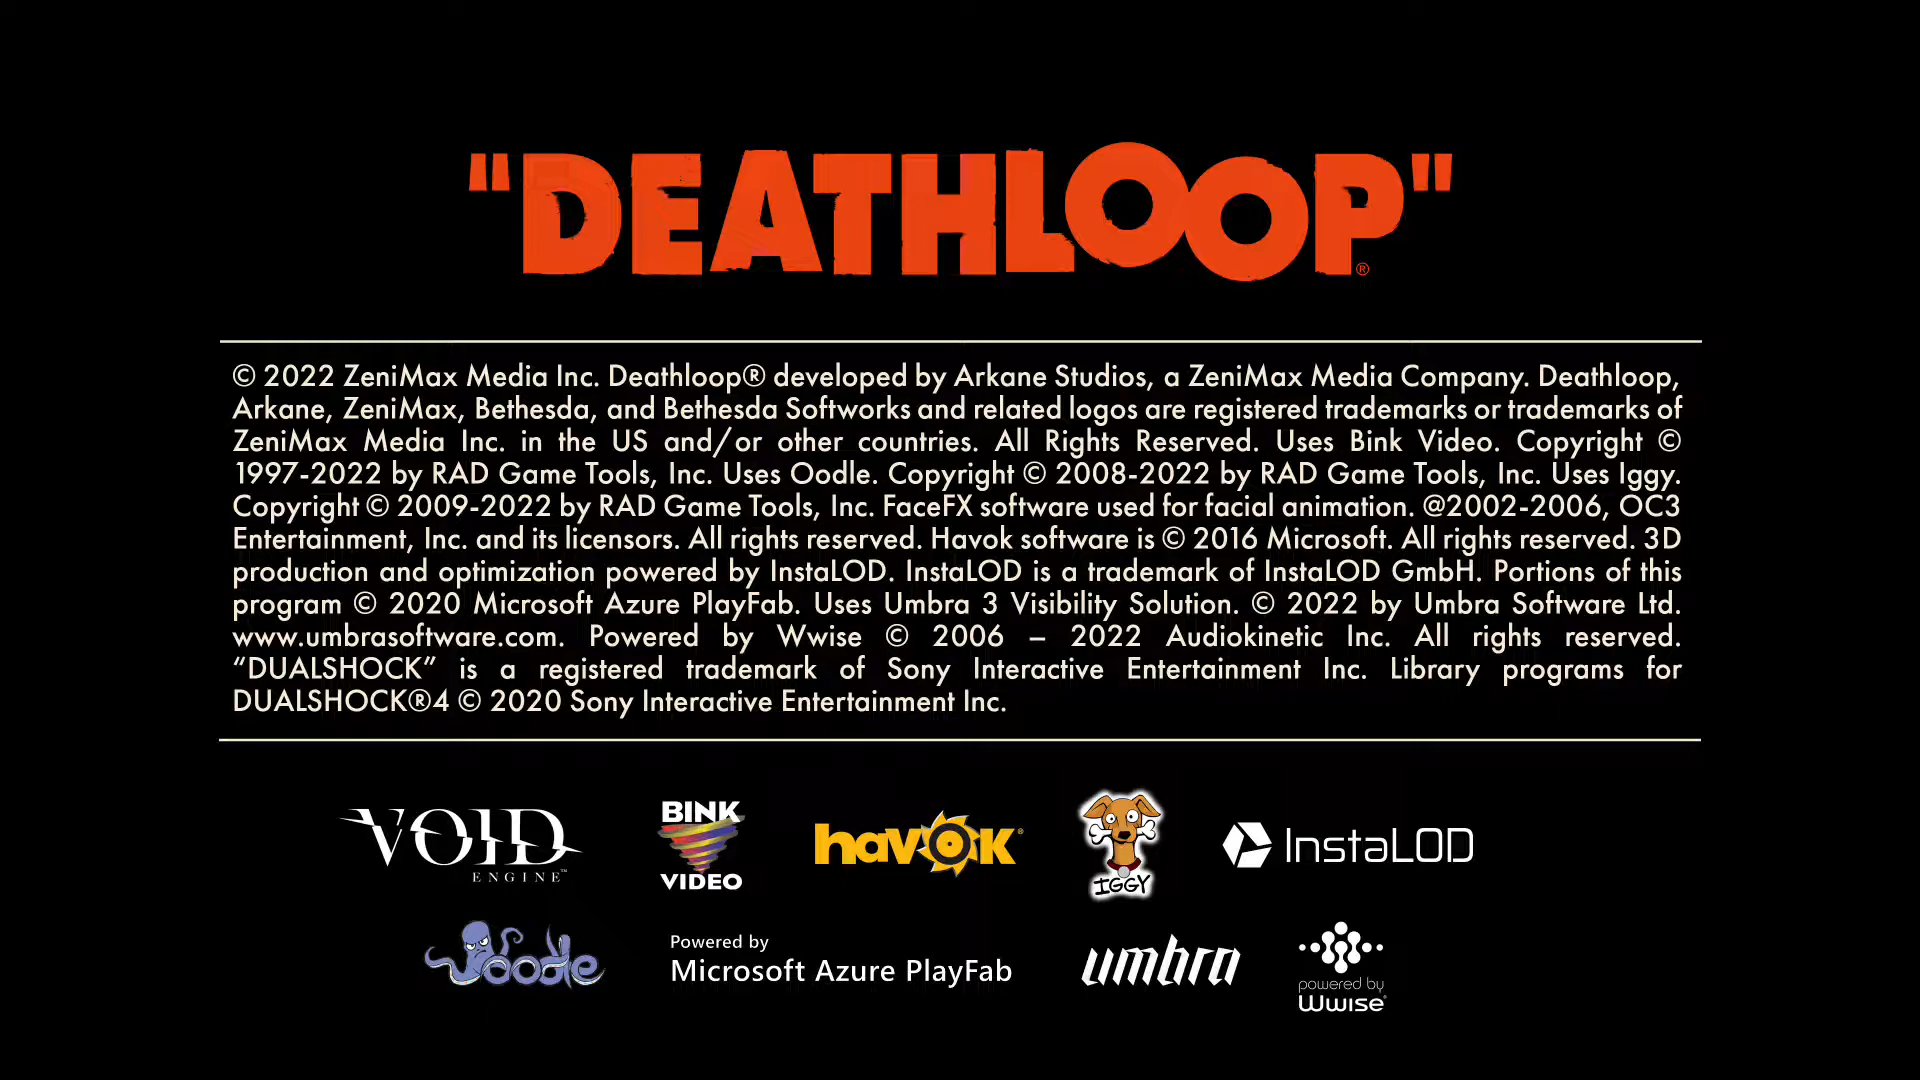 "DEATHLOOP"®
© 2022 ZeniMax Media Inc. Deathloop® developed by Arkane Studios, a ZeniMax Media Company. Deathloop,
Arkane, ZeniMax, Bethesda, and Bethesda Softworks and related logos are registered trademarks or trademarks of
ZeniMax Media Inc. in the US and/or other countries. All Rights Reserved. Uses Bink Video. Copyright ©
1997-2022 by RAD Game Tools, Inc. Uses Oodle. Copyright © 2008-2022 by RAD Game Tools, Inc. Uses Iggy.
Copyright © 2009-2022 by RAD Game Tools, Inc. FaceFX software used for facial animation. @2002-2006, OC3
Entertainment, Inc. and its licensors. All rights reserved. Havok software is © 2016 Microsoft. All rights reserved. 3D
production and optimization powered by InstaLOD. InstaLOD is a trademark of InstaLOD GmbH. Portions of this
program © 2020 Microsoft Azure PlayFab. Uses Umbra 3 Visibility Solution. © 2022 by Umbra Software Ltd.
www.umbrasoftware.com. Powered by Wwise © 2006 – 2022 Audiokinetic Inc. All rights reserved.
“DUALSHOCK” is a registered trademark of Sony Interactive Entertainment Inc. Library programs for
DUALSHOCK®4 © 2020 Sony Interactive Entertainment Inc.
VOID
ENGINE™
BINK
VIDEO
havok®
IGGY
InstaLOD
oodle
Powered by
Microsoft Azure PlayFab
umbra
powered by
Wwise®